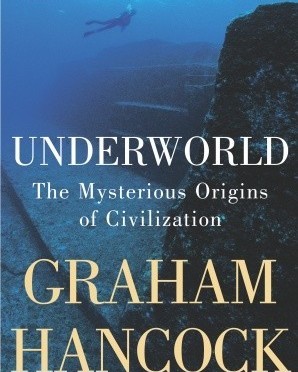 UNDERWORLD
The Mysterious Origins
of Civilization
GRAHAM
HANCOCK